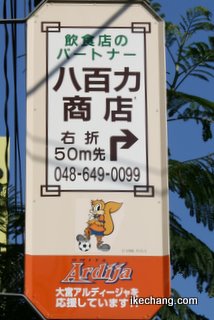 飲食店の
パートナー
八百力
商店
右折
50m先
048-649-0099
OMIYA
Ardija
大宮アルディージャを
応援しています!!
ikechang.com